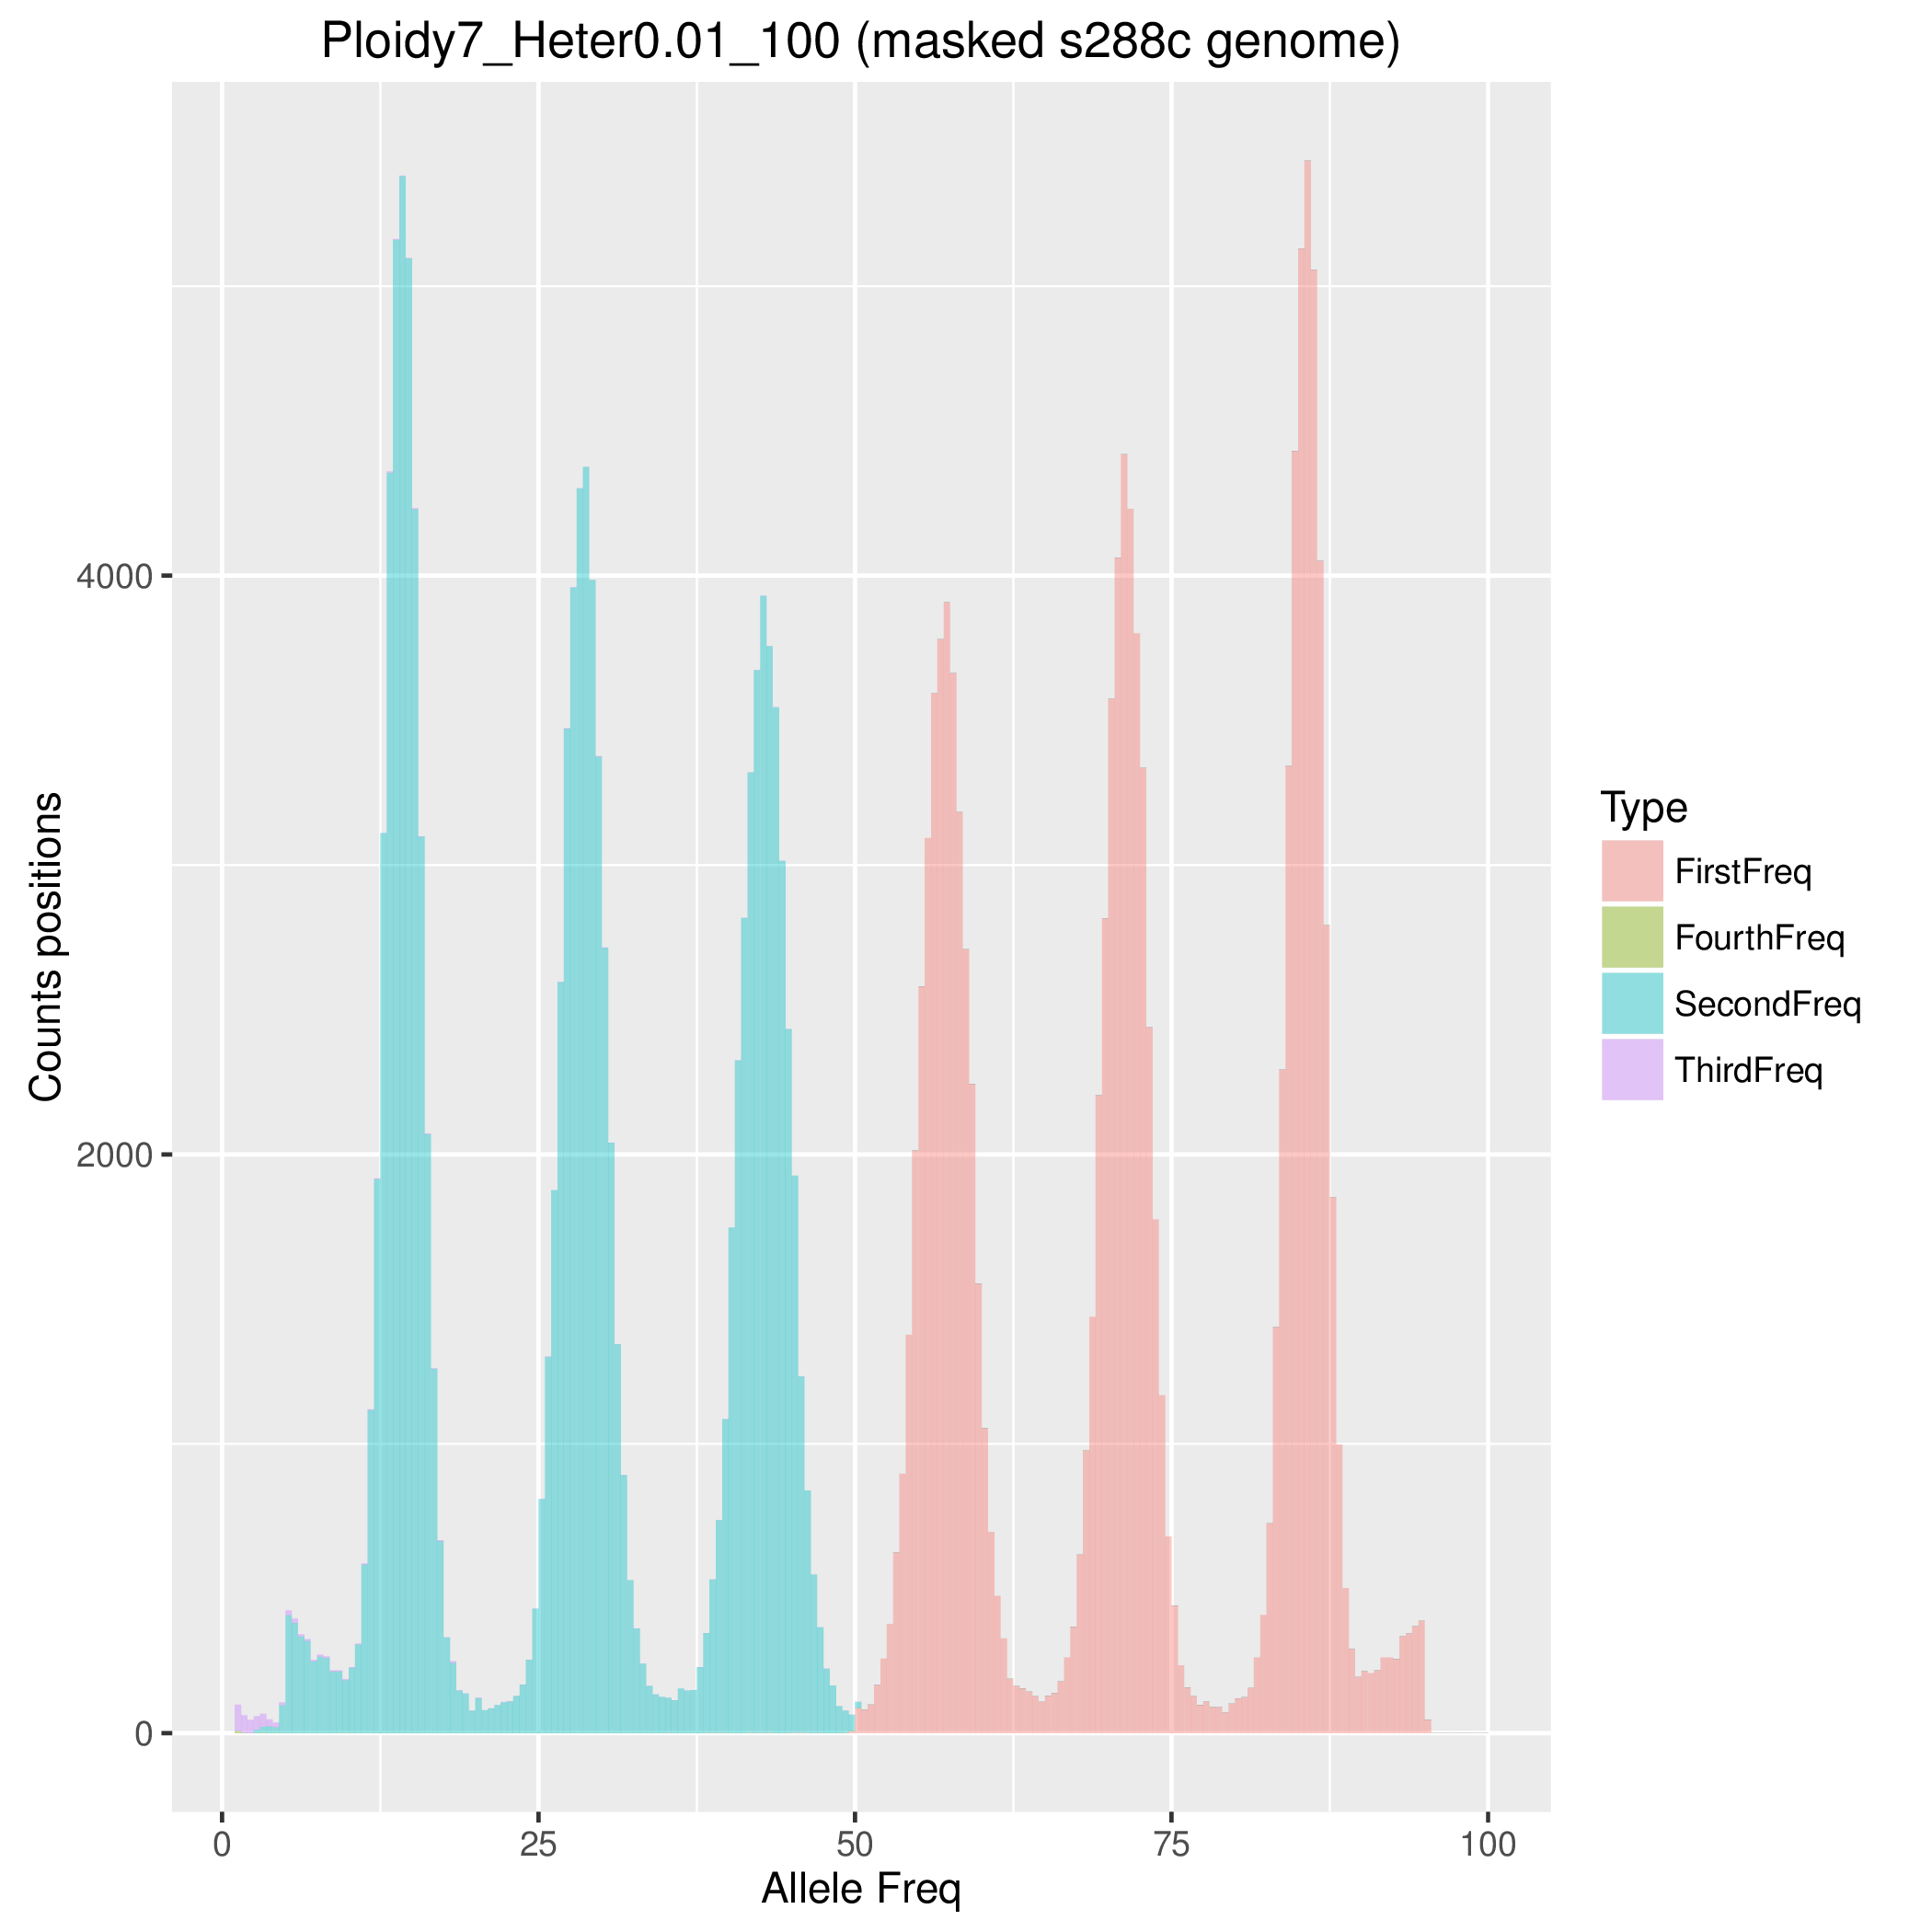 Ploidy7_Heter0.01_100 (masked s288c genome)
Counts positions
4000
2000
0
0 25 50 75 100
Allele Freq
Type
FirstFreq
FourthFreq
SecondFreq
ThirdFreq